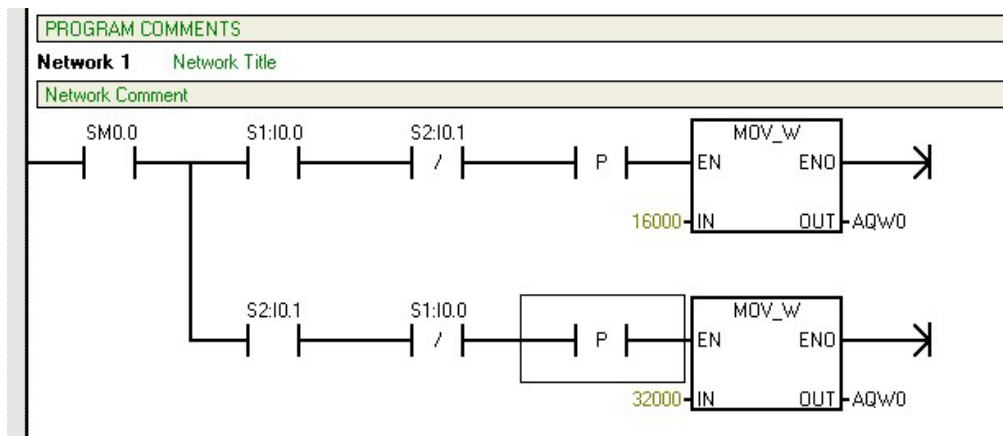 PROGRAM COMMENTS
Network 1 Network Title
Network Comment
SM0.0 S1:I0.0 S2:I0.1 MOV_W
/ P EN ENO
16000 IN OUT AQW0
S2:I0.1 S1:I0.0 MOV_W
/ P EN ENO
32000 IN OUT AQW0